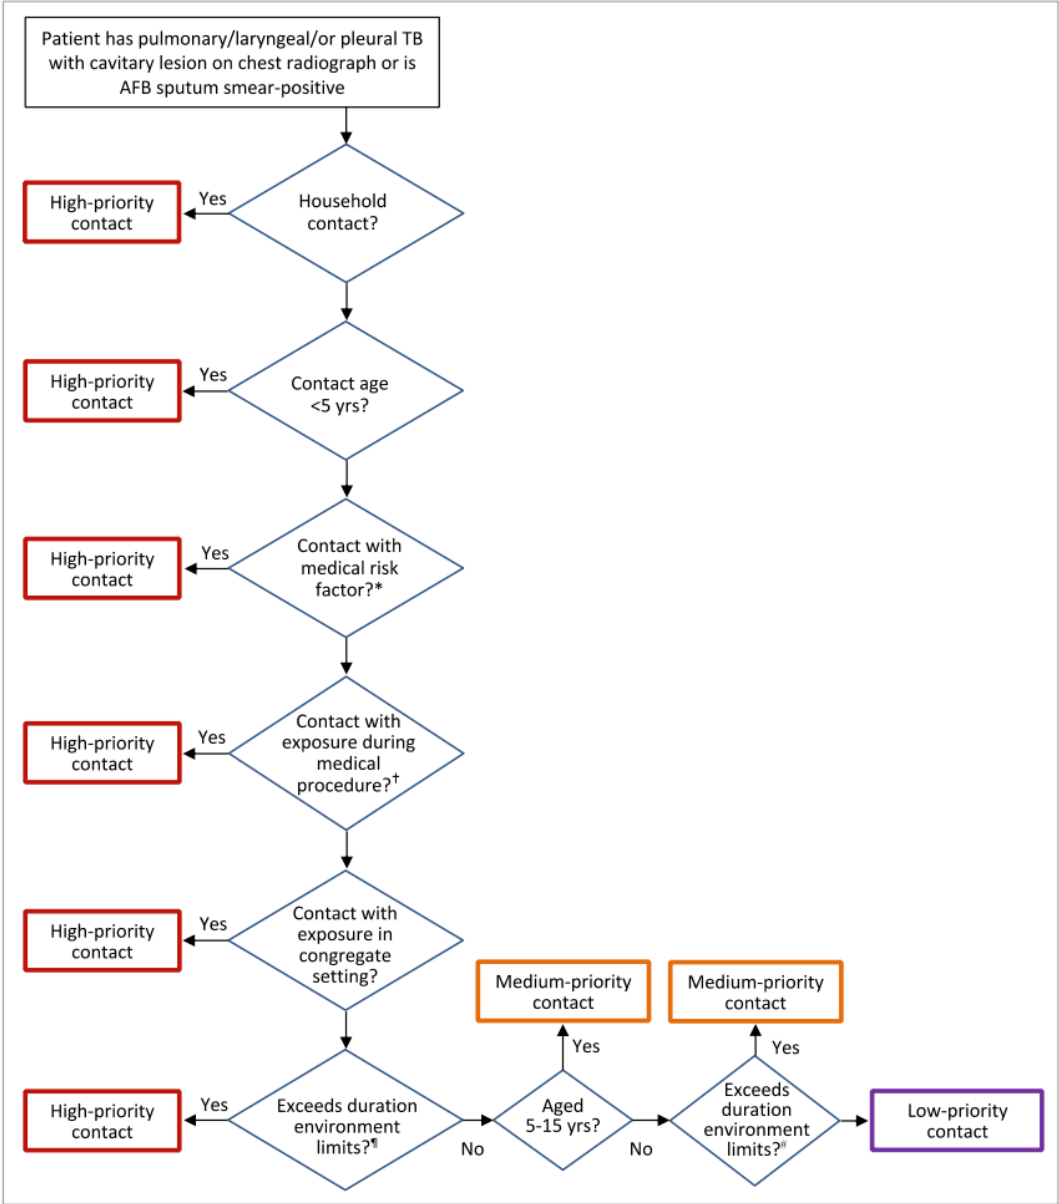 Patient has pulmonary/laryngeal/or pleural TB
with cavitary lesion on chest radiograph or is
AFB sputum smear-positive
High-priority
contact
Yes
Household
contact?
High-priority
contact
Yes
Contact age
<5 yrs?
High-priority
contact
Yes
Contact with
medical risk
factor?*
High-priority
contact
Yes
Contact with
exposure during
medical
procedure?†
High-priority
contact
Yes
Contact with
exposure in
congregate
setting?
Medium-priority
contact
Medium-priority
contact
Yes
Yes
High-priority
contact
Yes
Exceeds duration
environment
limits?¶
No
Aged
5-15 yrs?
No
Exceeds
duration
environment
limits?#
Low-priority
contact